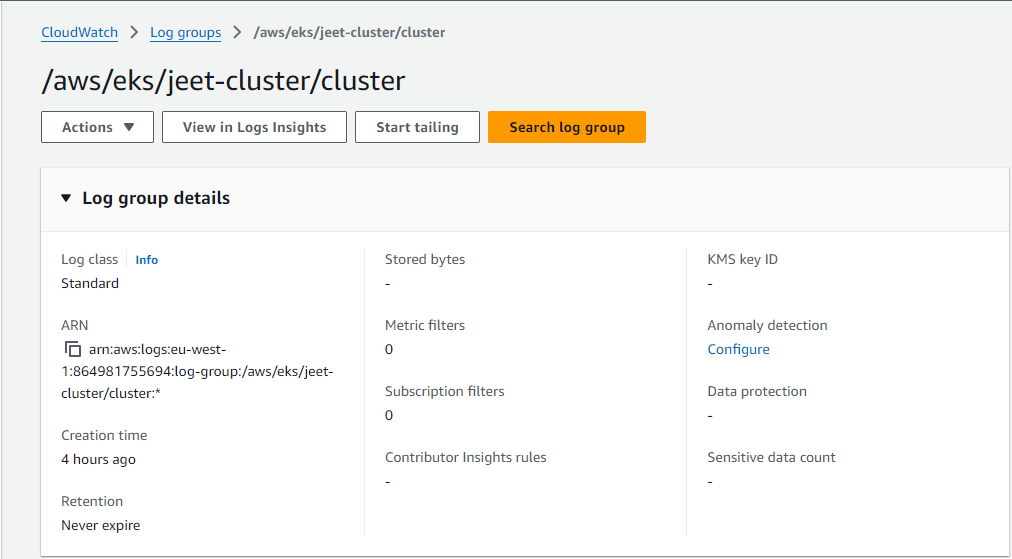 CloudWatch > Log groups > /aws/eks/jeet-cluster/cluster
/aws/eks/jeet-cluster/cluster
Actions ▼ View in Logs Insights Start tailing Search log group
▼ Log group details
Log class Info
Standard
ARN
arn:aws:logs:eu-west-
1:864981755694:log-group:/aws/eks/jeet-
cluster/cluster:*
Creation time
4 hours ago
Retention
Never expire
Stored bytes
-
Metric filters
0
Subscription filters
0
Contributor Insights rules
-
KMS key ID
-
Anomaly detection
Configure
Data protection
-
Sensitive data count
-